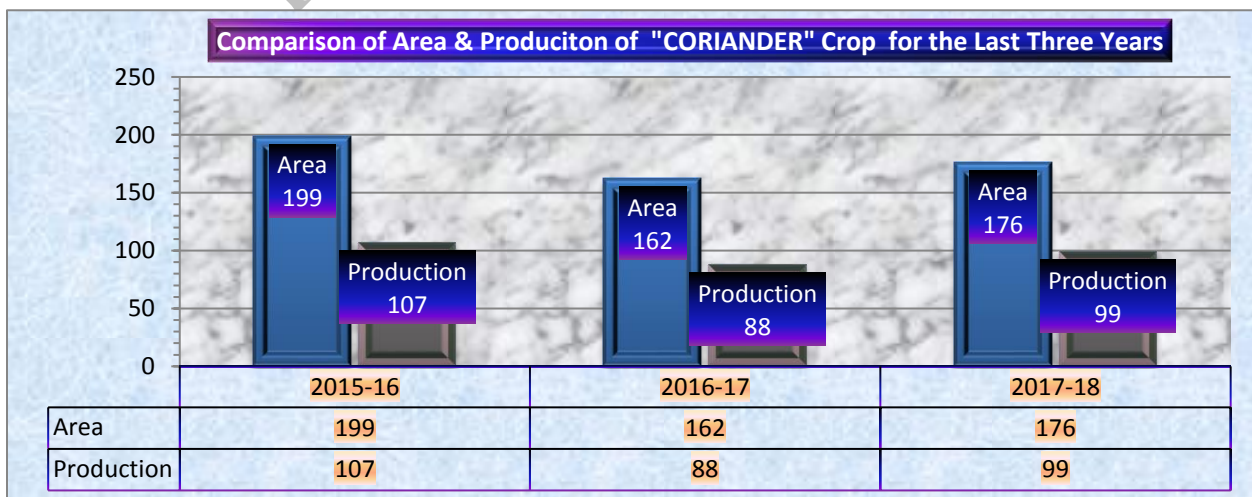 Comparison of Area & Produciton of "CORIANDER" Crop for the Last Three Years
250
200
150
100
50
0
Area
199
Production
107
Area
162
Production
88
Area
176
Production
99
2015-16 2016-17 2017-18
Area 199 162 176
Production 107 88 99